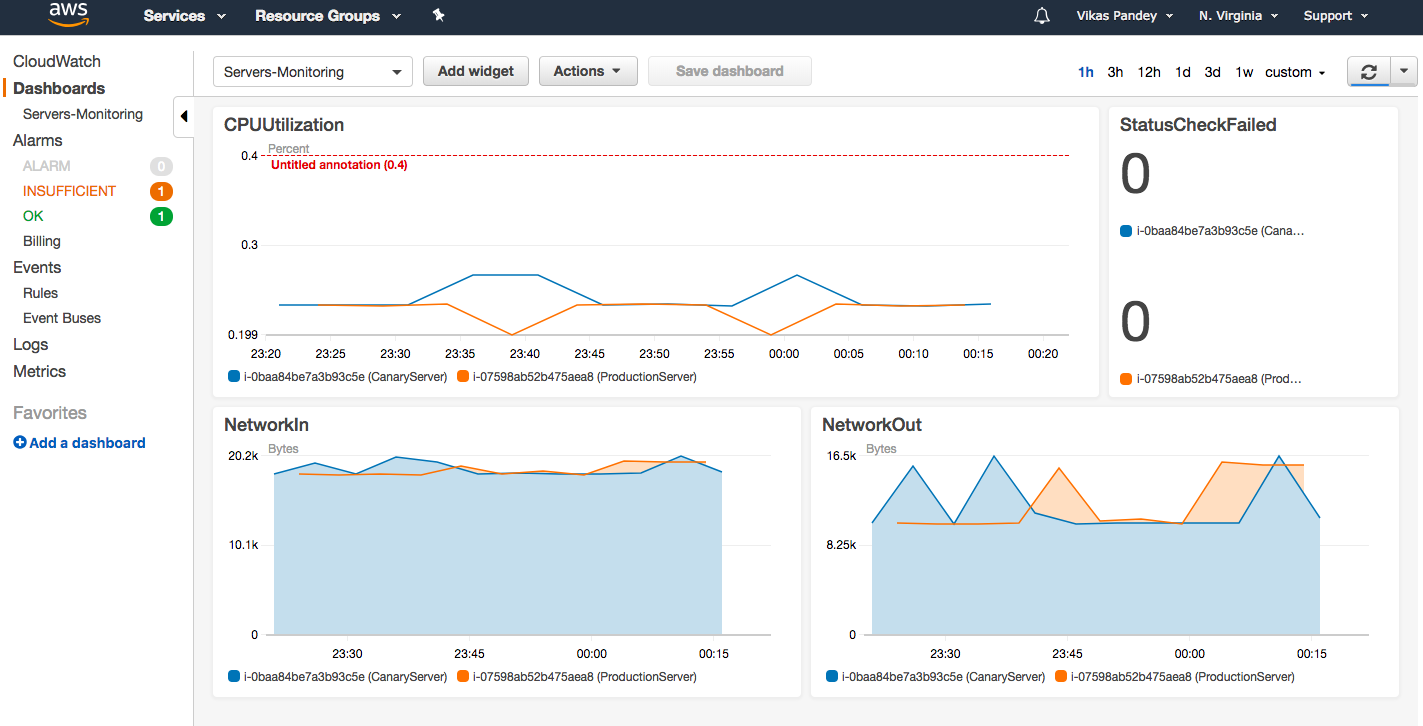 aws
Services
Resource Groups
Vikas Pandey
N. Virginia
Support
CloudWatch
Dashboards
Servers-Monitoring
Alarms
ALARM 0
INSUFFICIENT 1
OK 1
Billing
Events
Rules
Event Buses
Logs
Metrics
Favorites
Add a dashboard
Servers-Monitoring
Add widget
Actions
Save dashboard
1h 3h 12h 1d 3d 1w custom
CPUUtilization
Percent
0.4
Untitled annotation (0.4)
0.3
0.199
23:20 23:25 23:30 23:35 23:40 23:45 23:50 23:55 00:00 00:05 00:10 00:15 00:20
i-0baa84be7a3b93c5e (CanaryServer) i-07598ab52b475aea8 (ProductionServer)
StatusCheckFailed
0
i-0baa84be7a3b93c5e (Cana...
0
i-07598ab52b475aea8 (Prod...
NetworkIn
Bytes
20.2k
10.1k
0
23:30 23:45 00:00 00:15
i-0baa84be7a3b93c5e (CanaryServer) i-07598ab52b475aea8 (ProductionServer)
NetworkOut
Bytes
16.5k
8.25k
0
23:30 23:45 00:00 00:15
i-0baa84be7a3b93c5e (CanaryServer) i-07598ab52b475aea8 (ProductionServer)